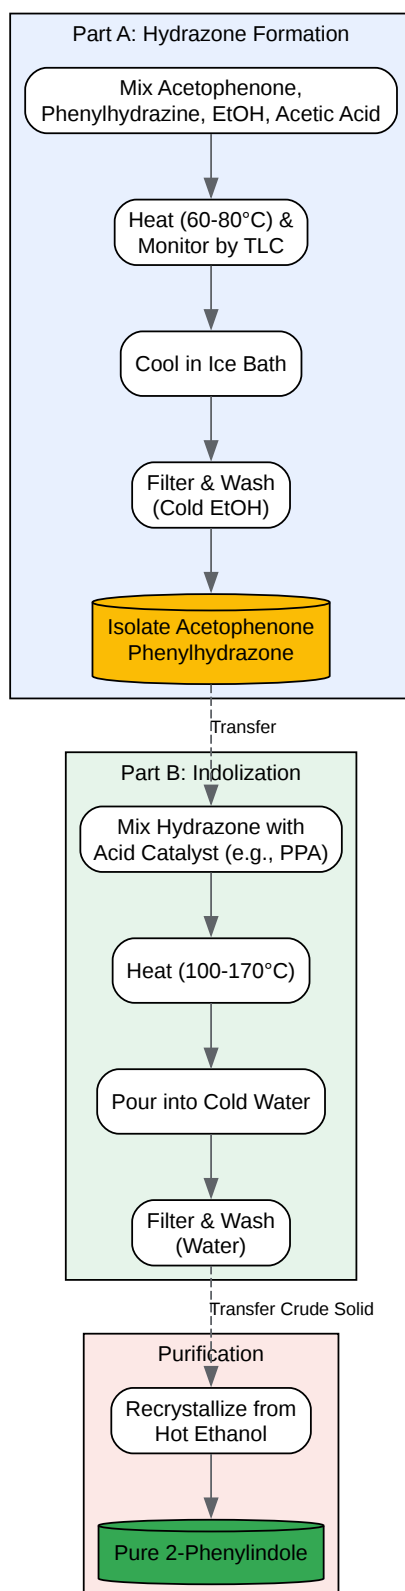 Part A: Hydrazone Formation
Mix Acetophenone,
Phenylhydrazine, EtOH, Acetic Acid
Heat (60-80°C) &
Monitor by TLC
Cool in Ice Bath
Filter & Wash
(Cold EtOH)
Isolate Acetophenone
Phenylhydrazone
Transfer
Part B: Indolization
Mix Hydrazone with
Acid Catalyst (e.g., PPA)
Heat (100-170°C)
Pour into Cold Water
Filter & Wash
(Water)
Transfer Crude Solid
Purification
Recrystallize from
Hot Ethanol
Pure 2-Phenylindole